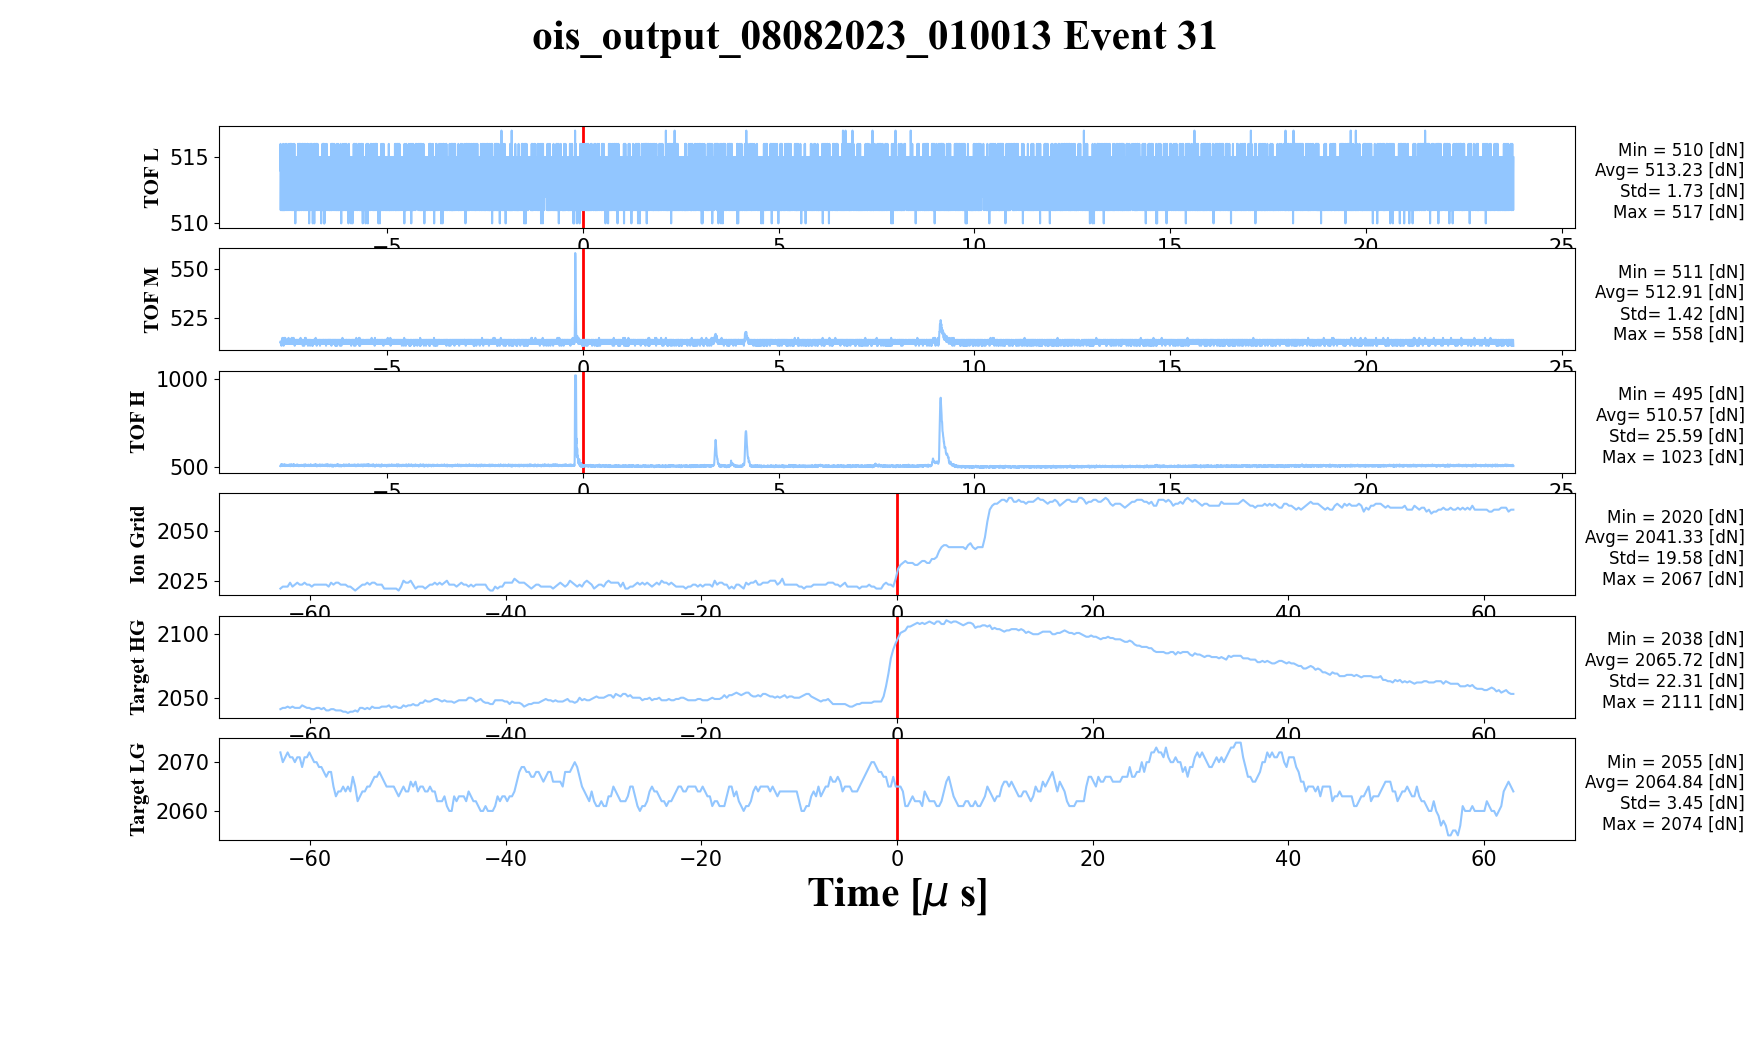 ois_output_08082023_010013 Event 31
TOF L
515
510
−5
0
5
10
15
20
25
Min = 510 [dN]
Avg= 513.23 [dN]
Std= 1.73 [dN]
Max = 517 [dN]
TOF M
550
525
−5
0
5
10
15
20
25
Min = 511 [dN]
Avg= 512.91 [dN]
Std= 1.42 [dN]
Max = 558 [dN]
TOF H
1000
500
−5
0
5
10
15
20
25
Min = 495 [dN]
Avg= 510.57 [dN]
Std= 25.59 [dN]
Max = 1023 [dN]
Ion Grid
2050
2025
−60
−40
−20
0
20
40
60
Min = 2020 [dN]
Avg= 2041.33 [dN]
Std= 19.58 [dN]
Max = 2067 [dN]
Target HG
2100
2050
−60
−40
−20
0
20
40
60
Min = 2038 [dN]
Avg= 2065.72 [dN]
Std= 22.31 [dN]
Max = 2111 [dN]
Target LG
2070
2060
−60
−40
−20
0
20
40
60
Min = 2055 [dN]
Avg= 2064.84 [dN]
Std= 3.45 [dN]
Max = 2074 [dN]
Time [μ s]